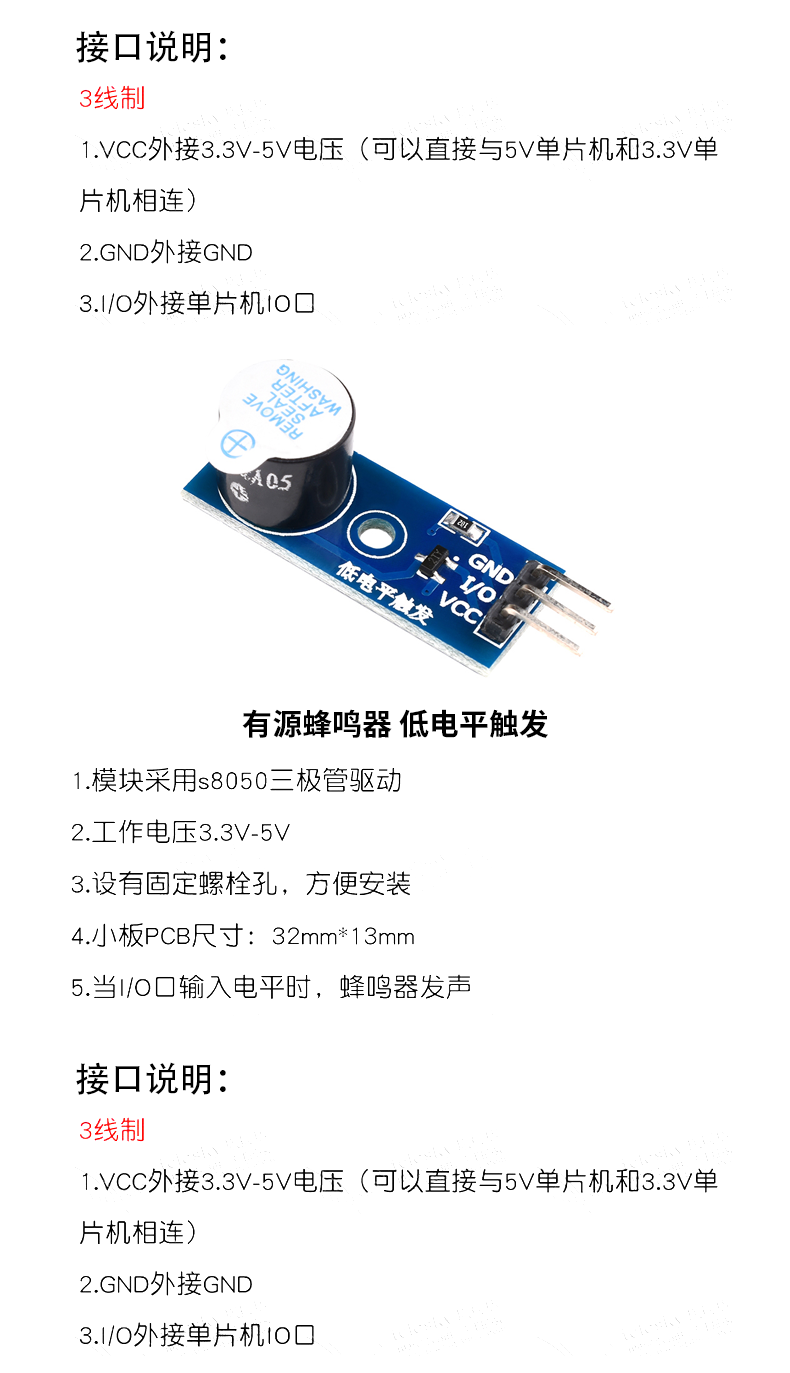 接口说明：
3线制
1.VCC外接3.3V-5V电压（可以直接与5V单片机和3.3V单
片机相连）
2.GND外接GND
3.I/O外接单片机IO口
REMOVE
SEAL
AFTER
WASHING
A05
102
GND
I/O
VCC
低电平触发
有源蜂鸣器 低电平触发
1.模块采用s8050三极管驱动
2.工作电压3.3V-5V
3.设有固定螺栓孔，方便安装
4.小板PCB尺寸：32mm*13mm
5.当I/O口输入电平时，蜂鸣器发声
接口说明：
3线制
1.VCC外接3.3V-5V电压（可以直接与5V单片机和3.3V单
片机相连）
2.GND外接GND
3.I/O外接单片机IO口